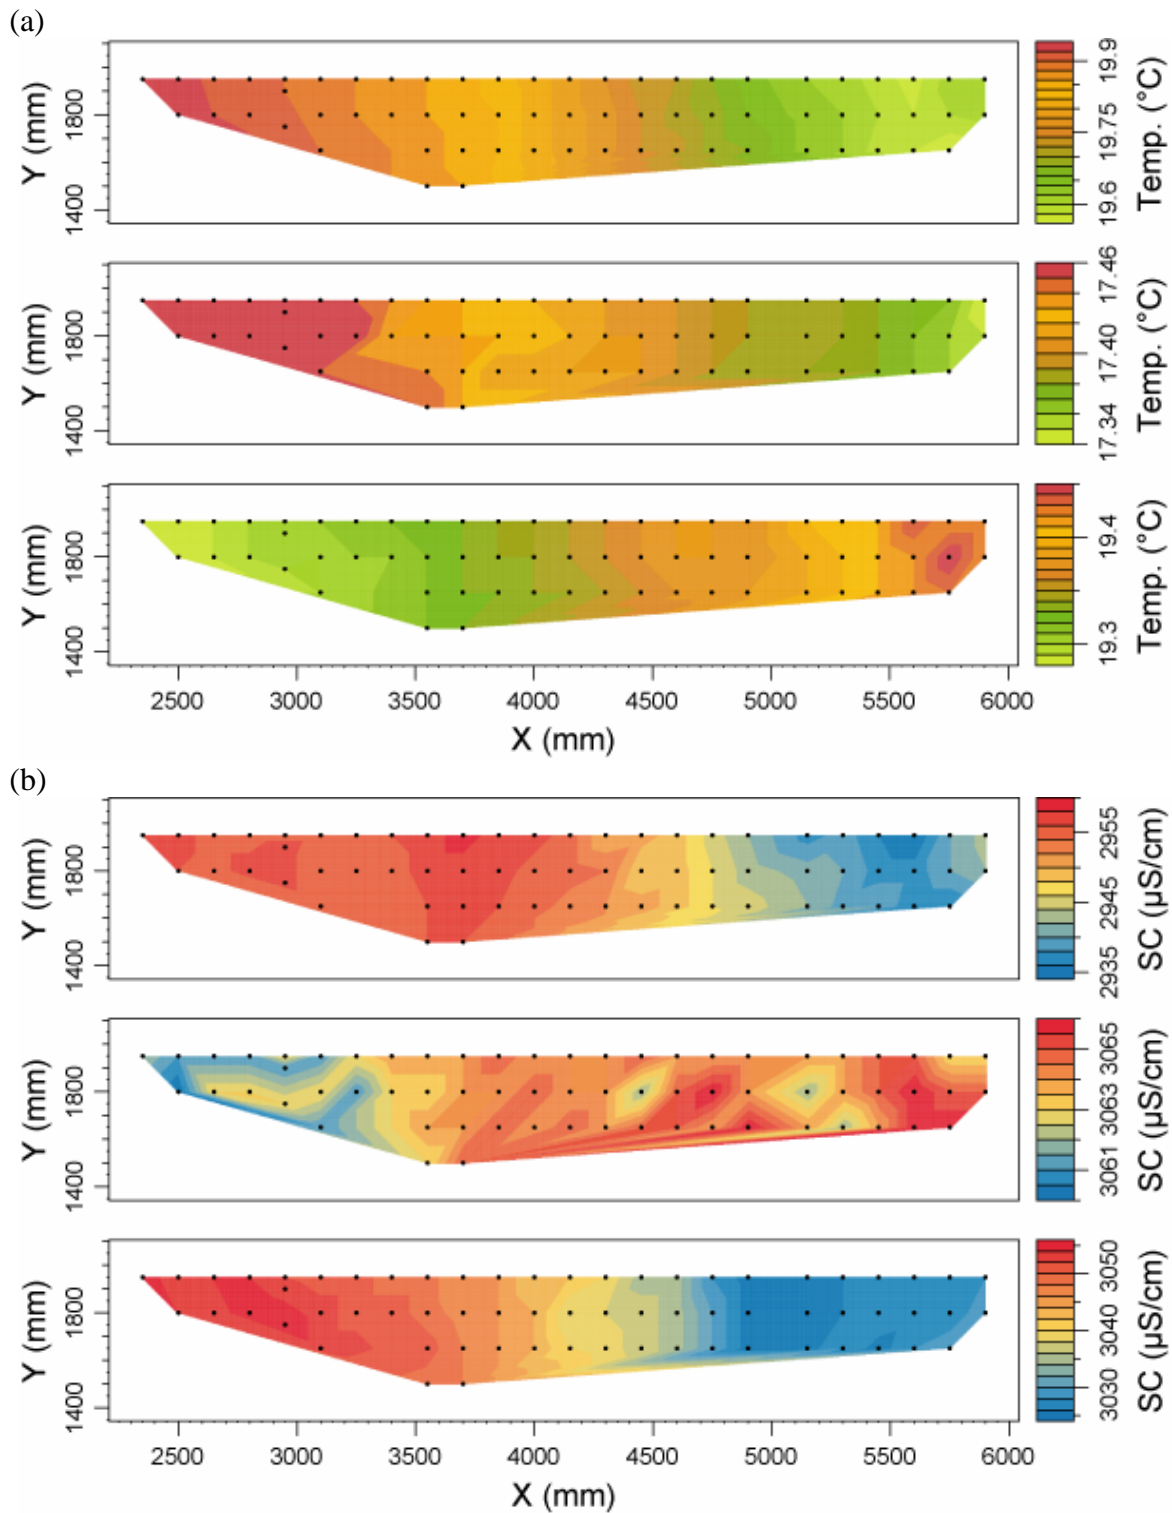 (a)
Y (mm)
1800
1400
19.9
19.75
19.6
Temp. (°C)
Y (mm)
1800
1400
17.46
17.40
17.34
Temp. (°C)
Y (mm)
1800
1400
19.4
19.3
Temp. (°C)
2500 3000 3500 4000 4500 5000 5500 6000
X (mm)
(b)
Y (mm)
1800
1400
2955
2945
2935
SC (µS/cm)
Y (mm)
1800
1400
3065
3063
3061
SC (µS/cm)
Y (mm)
1800
1400
3050
3040
3030
SC (µS/cm)
2500 3000 3500 4000 4500 5000 5500 6000
X (mm)